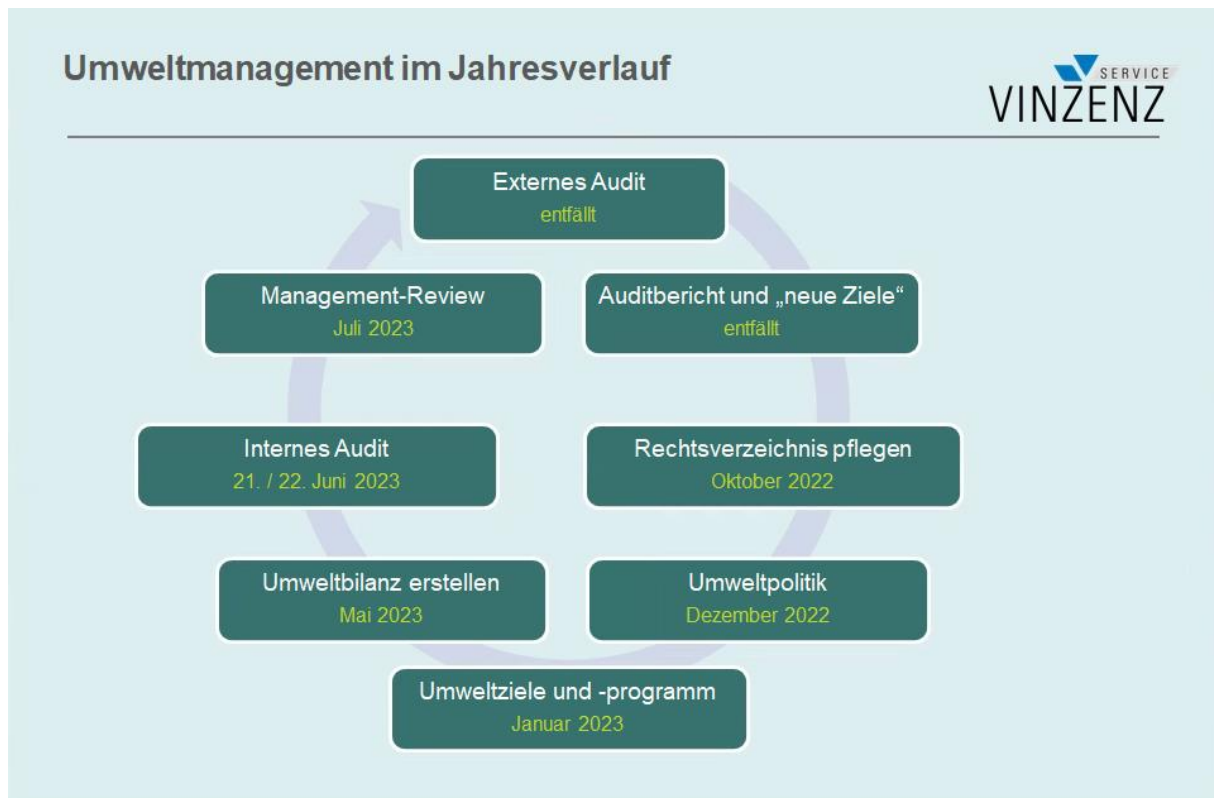 Umweltmanagement im Jahresverlauf
SERVICE
VINZENZ
Externes Audit
entfällt
Auditbericht und „neue Ziele“
entfällt
Rechtsverzeichnis pflegen
Oktober 2022
Umweltpolitik
Dezember 2022
Umweltziele und -programm
Januar 2023
Umweltbilanz erstellen
Mai 2023
Internes Audit
21. / 22. Juni 2023
Management-Review
Juli 2023